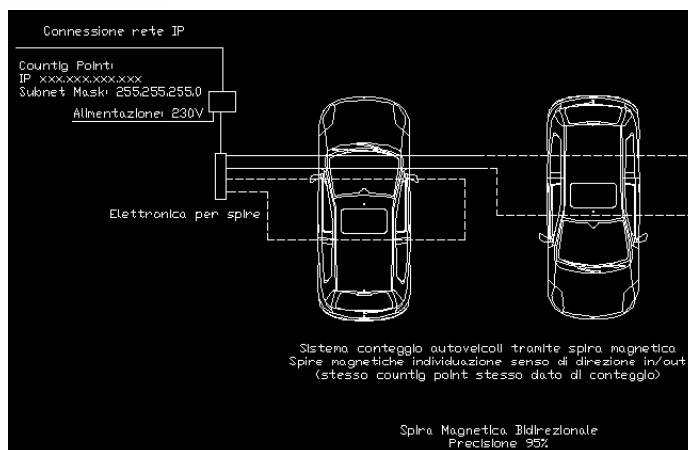 Connessione rete IP
Countig Point:
IP xxx.xxx.xxx.xxx
Subnet Mask: 255.255.255.0
Alimentazione: 230V
Elettronica per spire
Sistema conteggio autoveicoli tramite spira magnetica
Spire magnetiche individuazione senso di direzione in/out
(stesso countig point stesso dato di conteggio)
Spira Magnetica Bidirezionale
Precisione 95%